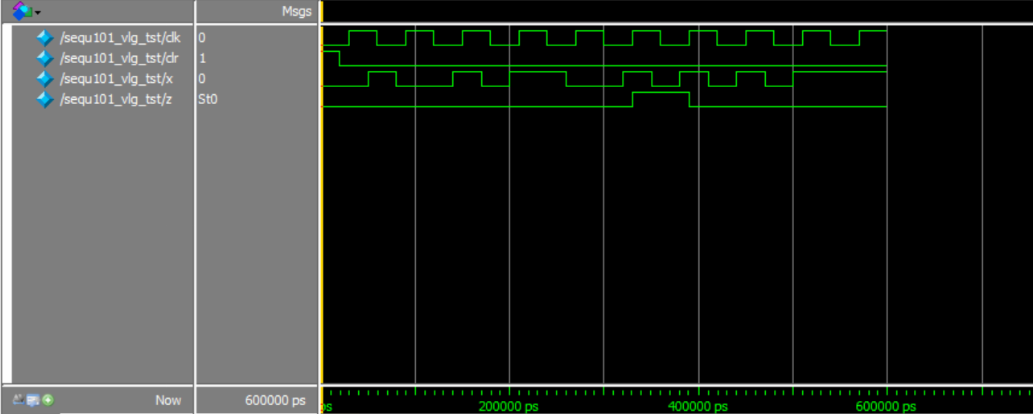 Msgs
/sequ101_vlg_tst/clk 0
/sequ101_vlg_tst/clr 1
/sequ101_vlg_tst/x 0
/sequ101_vlg_tst/z St0
Now 600000 ps ps 200000 ps 400000 ps 600000 ps